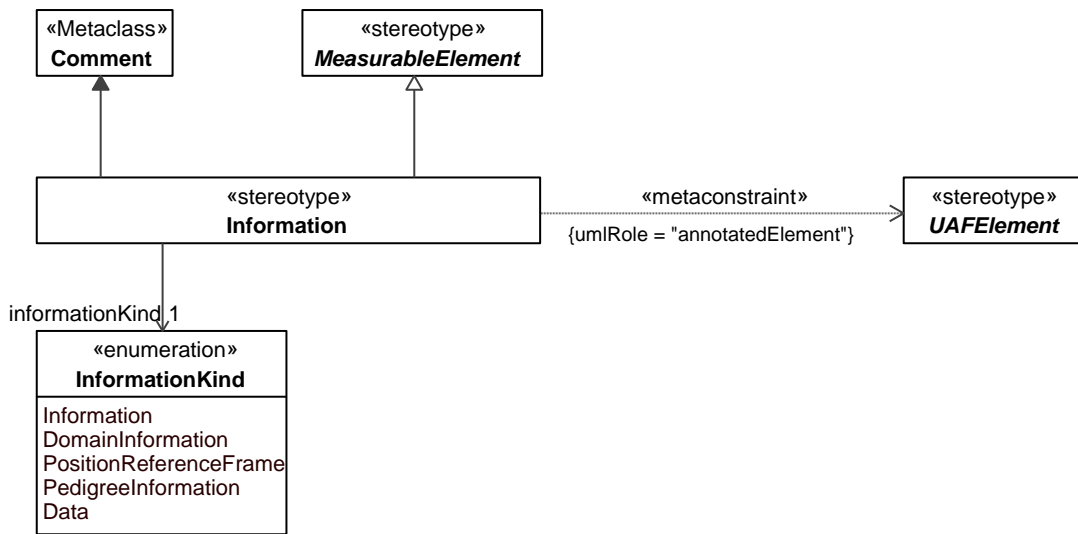 «Metaclass»
Comment
«stereotype»
MeasurableElement
«stereotype»
Information
«metaconstraint»
{umlRole = "annotatedElement"}
«stereotype»
UAFElement
informationKind 1
«enumeration»
InformationKind
Information
DomainInformation
PositionReferenceFrame
PedigreeInformation
Data